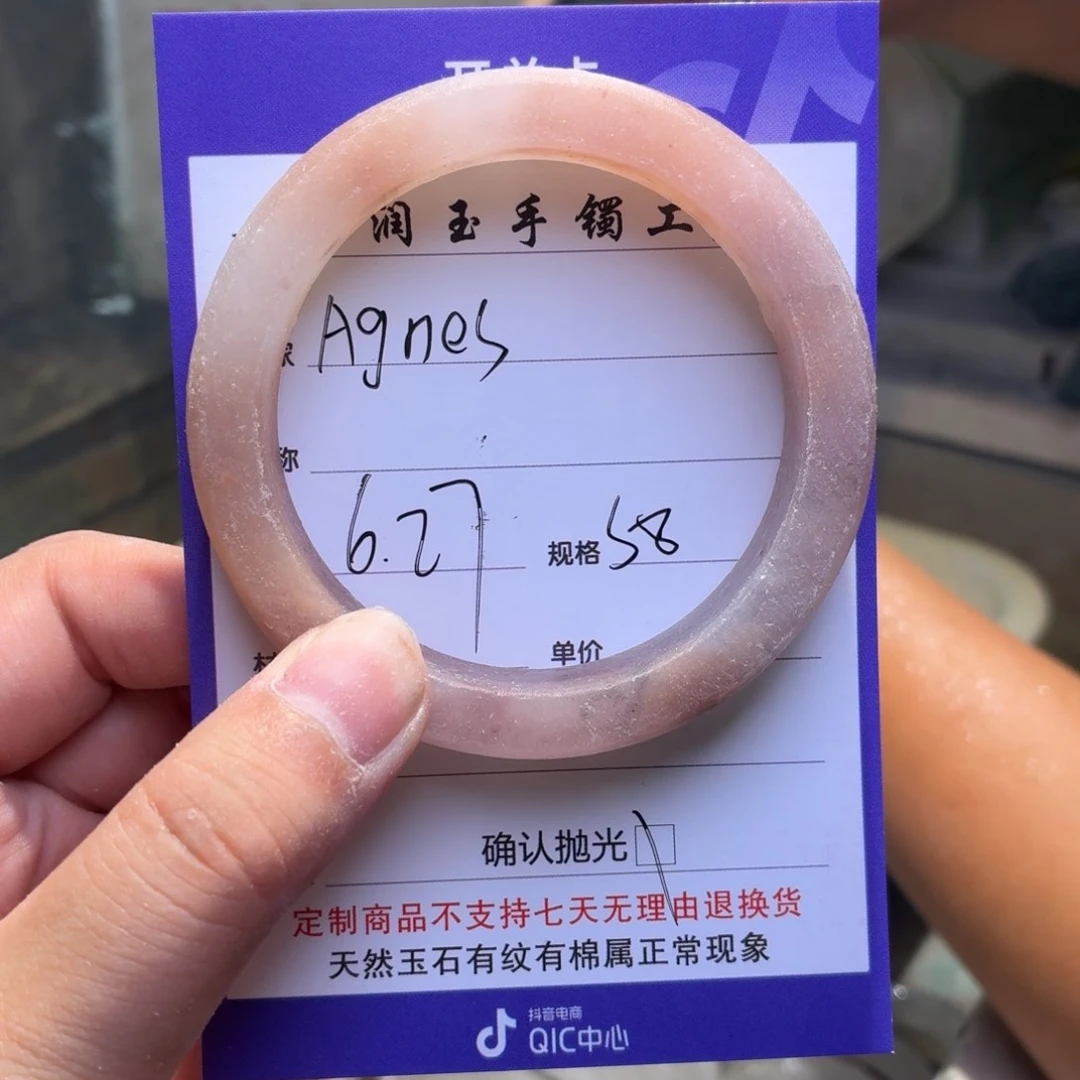 润玉手镯工
Agnes
称
6.27 规格 58
单价
确认抛光
定制商品不支持七天无理由退换货
天然玉石有纹有棉属正常现象
抖音电商
QIC中心